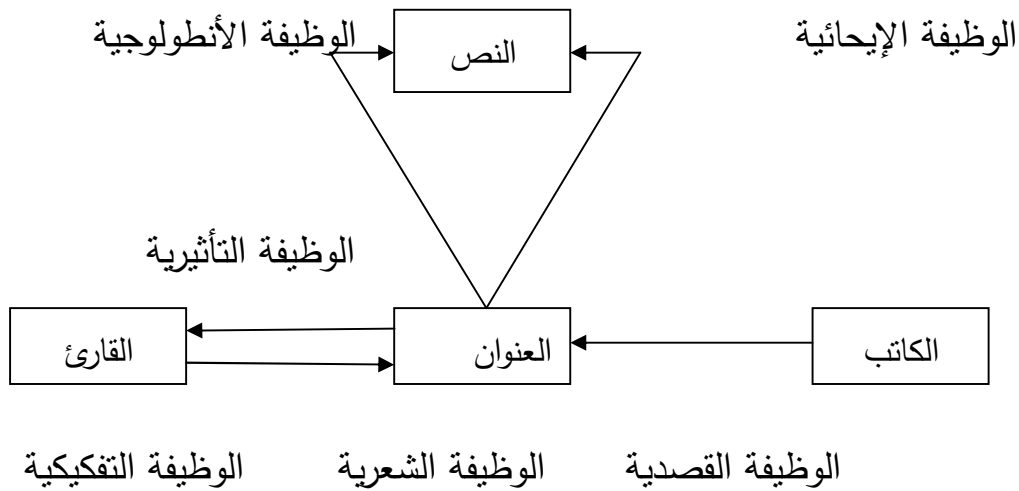 الوظيفة الإيحائية
النص
الوظيفة الأنطولوجية
الوظيفة التأثيرية
الكاتب
العنوان
القارئ
الوظيفة القصدية
الوظيفة الشعرية
الوظيفة التفكيكية